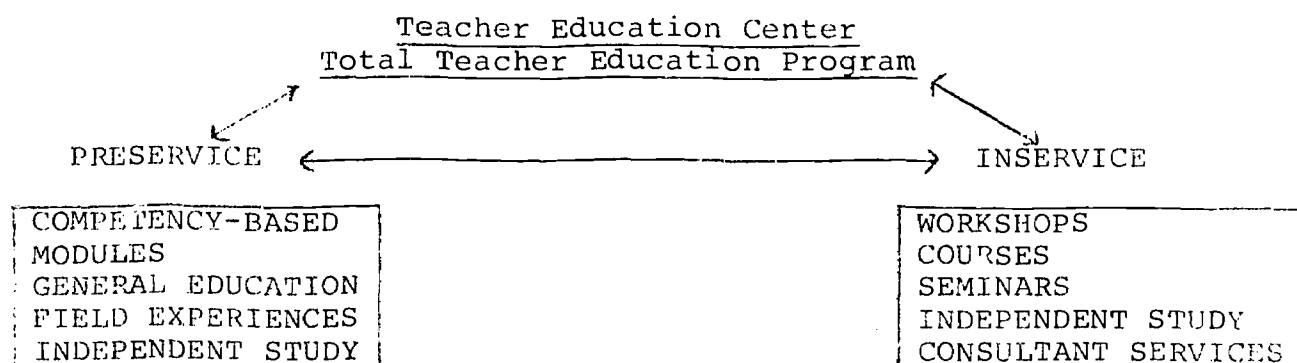 Teacher Education Center
Total Teacher Education Program
PRESERVICE
INSERVICE
COMPETENCY-BASED
MODULES
GENERAL EDUCATION
FIELD EXPERIENCES
INDEPENDENT STUDY
WORKSHOPS
COURSES
SEMINARS
INDEPENDENT STUDY
CONSULTANT SERVICES